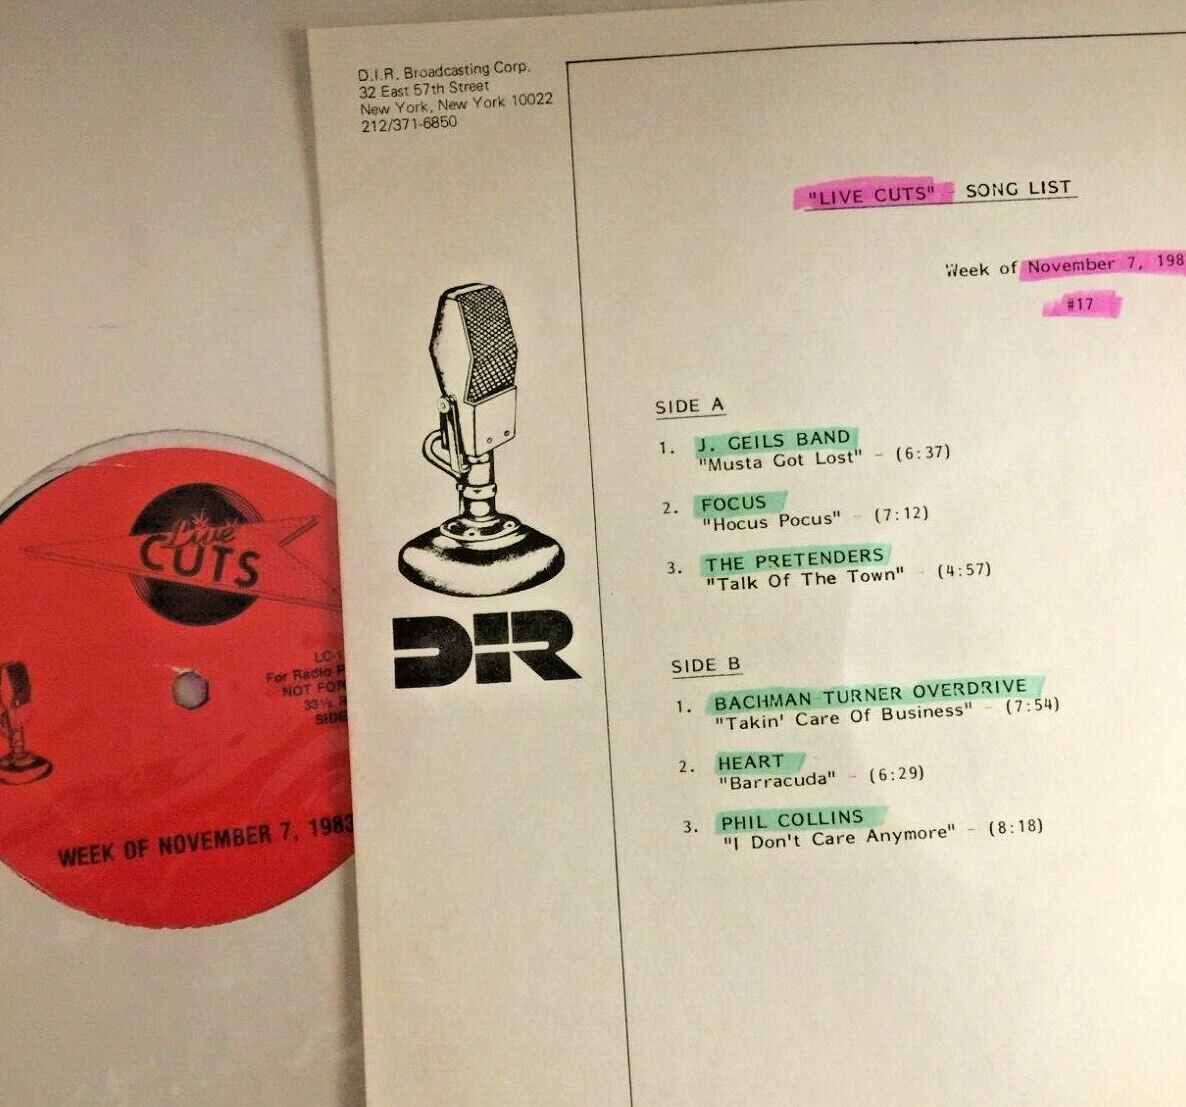 D.I.R. Broadcasting Corp.
32 East 57th Street
New York, New York 10022
212/371-6850
"LIVE CUTS" - SONG LIST
Week of November 7, 198
#17
SIDE A
1. J. GEILS BAND
"Musta Got Lost" - (6:37)
2. FOCUS
"Hocus Pocus" - (7:12)
3. THE PRETENDERS
"Talk Of The Town" - (4:57)
SIDE B
1. BACHMAN TURNER OVERDRIVE
"Takin' Care Of Business" - (7:54)
2. HEART
"Barracuda" - (6:29)
3. PHIL COLLINS
"I Don't Care Anymore" - (8:18)
DIR
Live
CUTS
LC-
For Radio
NOT FOR
33⅓
SIDE
WEEK OF NOVEMBER 7, 1983